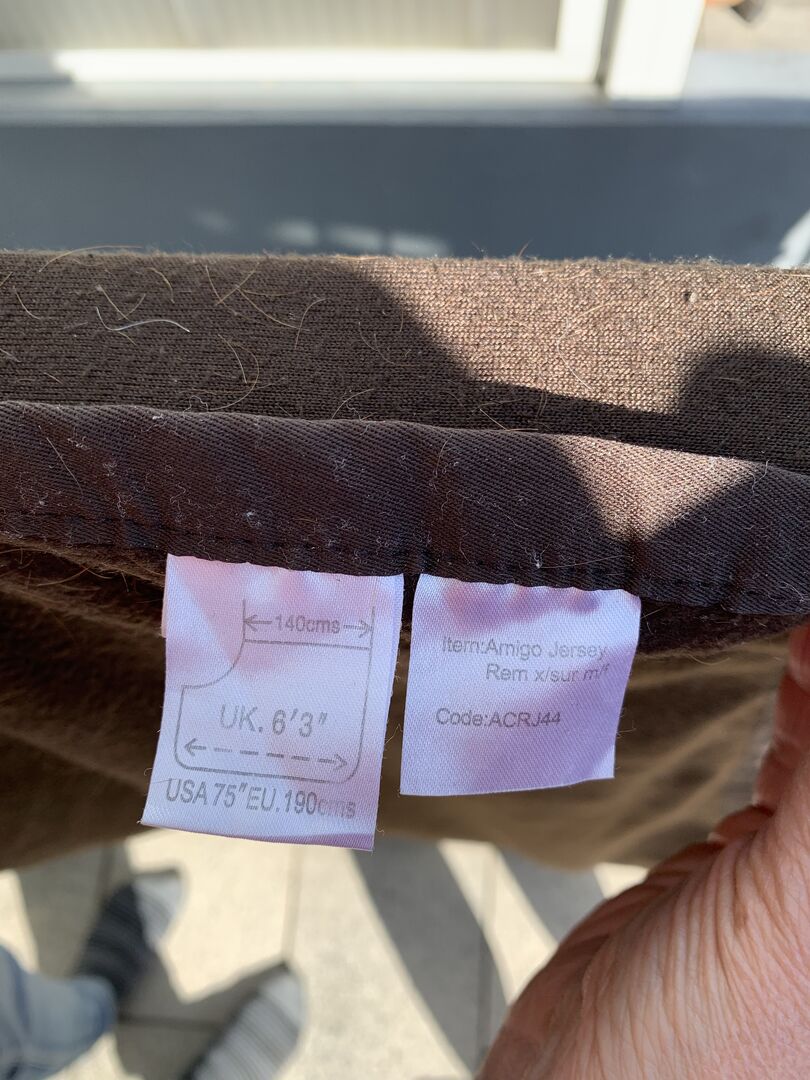 140cms
UK. 6'3"
USA 75" EU.190cms
Item:Amigo Jersey
Rem x/sur m/f
Code:ACRJ44